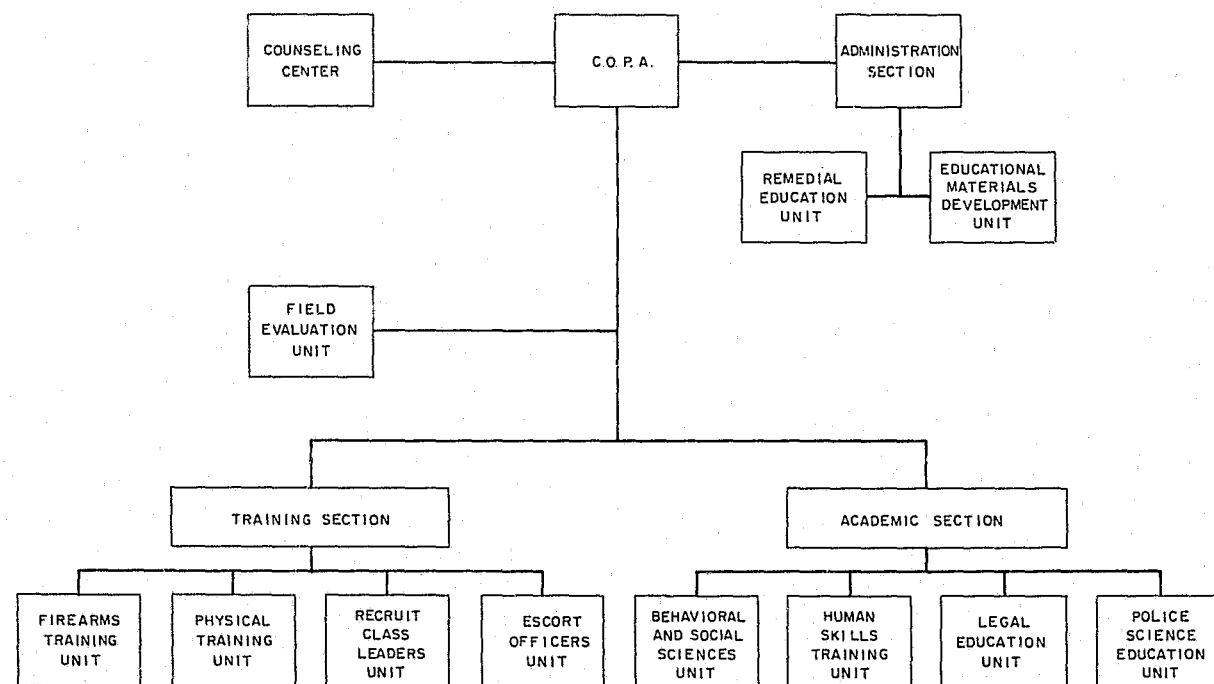 COUNSELING
CENTER
C.O.P.A.
ADMINISTRATION
SECTION
REMEDIAL
EDUCATION
UNIT
EDUCATIONAL
MATERIALS
DEVELOPMENT
UNIT
FIELD
EVALUATION
UNIT
TRAINING SECTION
ACADEMIC SECTION
FIREARMS
TRAINING
UNIT
PHYSICAL
TRAINING
UNIT
RECRUIT
CLASS
LEADERS
UNIT
ESCORT
OFFICERS
UNIT
BEHAVIORAL
AND SOCIAL
SCIENCES UNIT
HUMAN
SKILLS
TRAINING
UNIT
LEGAL
EDUCATION
UNIT
POLICE
SCIENCE
EDUCATION
UNIT